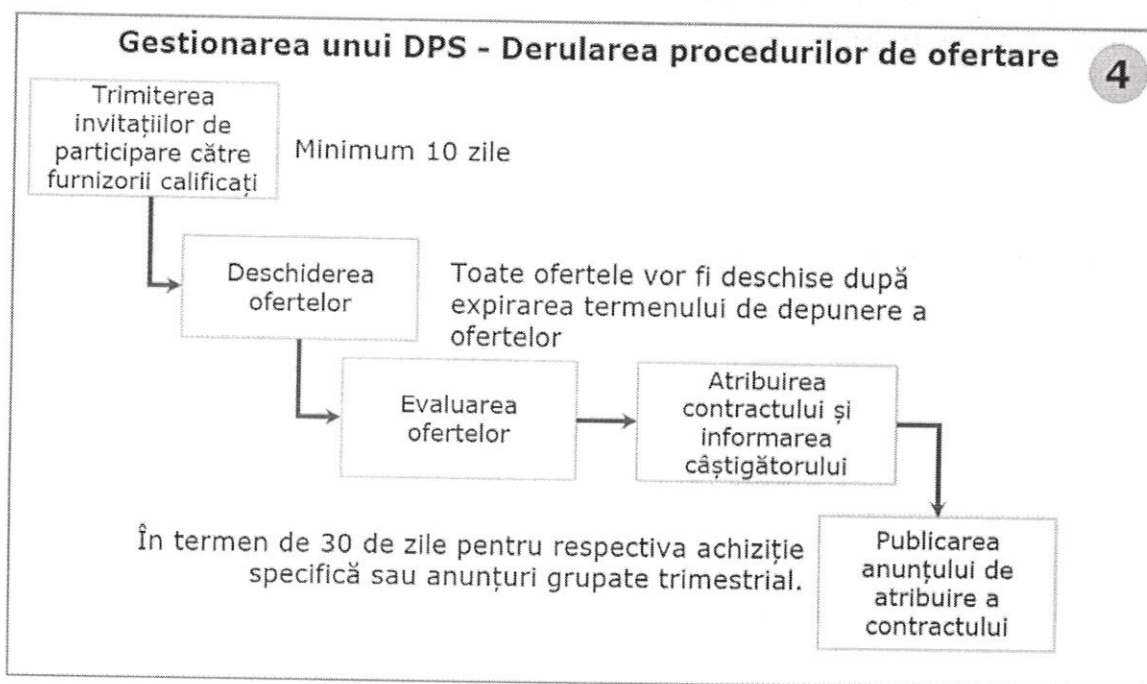 Gestionarea unui DPS - Derularea procedurilor de ofertare
4
Trimiterea
invitațiilor de
participare către
furnizorii calificați
Minimum 10 zile
Deschiderea
ofertelor
Toate ofertele vor fi deschise după
expirarea termenului de depunere a
ofertelor
Evaluarea
ofertelor
Atribuirea
contractului și
informarea
câștigătorului
În termen de 30 de zile pentru respectiva achiziție
specifică sau anunțuri grupate trimestrial.
Publicarea
anunțului de
atribuire a
contractului